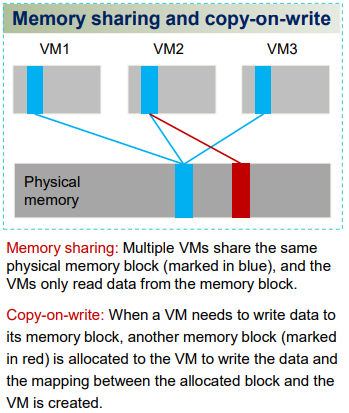 Memory sharing and copy-on-write
VM1 VM2 VM3
Physical
memory
Memory sharing: Multiple VMs share the same
physical memory block (marked in blue), and the
VMs only read data from the memory block.
Copy-on-write: When a VM needs to write data to
its memory block, another memory block (marked
in red) is allocated to the VM to write the data and
the mapping between the allocated block and the
VM is created.